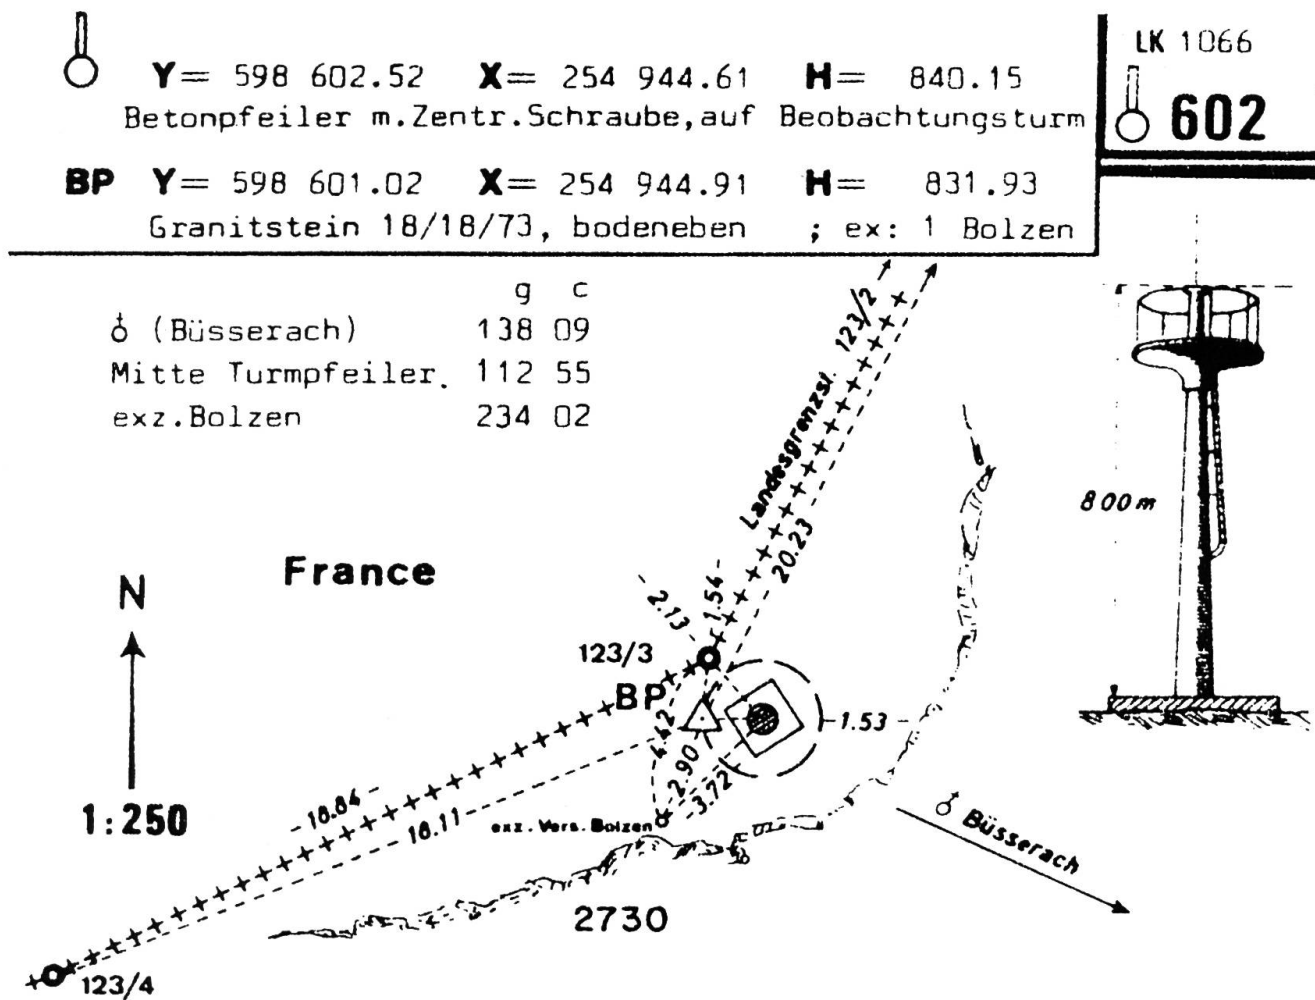 Y= 598 602.52 X= 254 944.61 H= 840.15
Betonpfeiler m.Zentr.Schraube,auf Beobachtungsturm
LK 1066
602
BP Y= 598 601.02 X= 254 944.91 H= 831.93
Granitstein 18/18/73, bodeneben ; ex: 1 Bolzen
g c
(Büsserach) 138 09
Mitte Turmpfeiler. 112 55
exz.Bolzen 234 02
Landesgrenzst. 123/2
20.23
8 00 m
France
N
2.13
1.54
123/3
BP
1.53
4.42
2.90
3.72
1:250
18.84
18.11
exz. Vers. Bolzen
Büsserach
2730
123/4